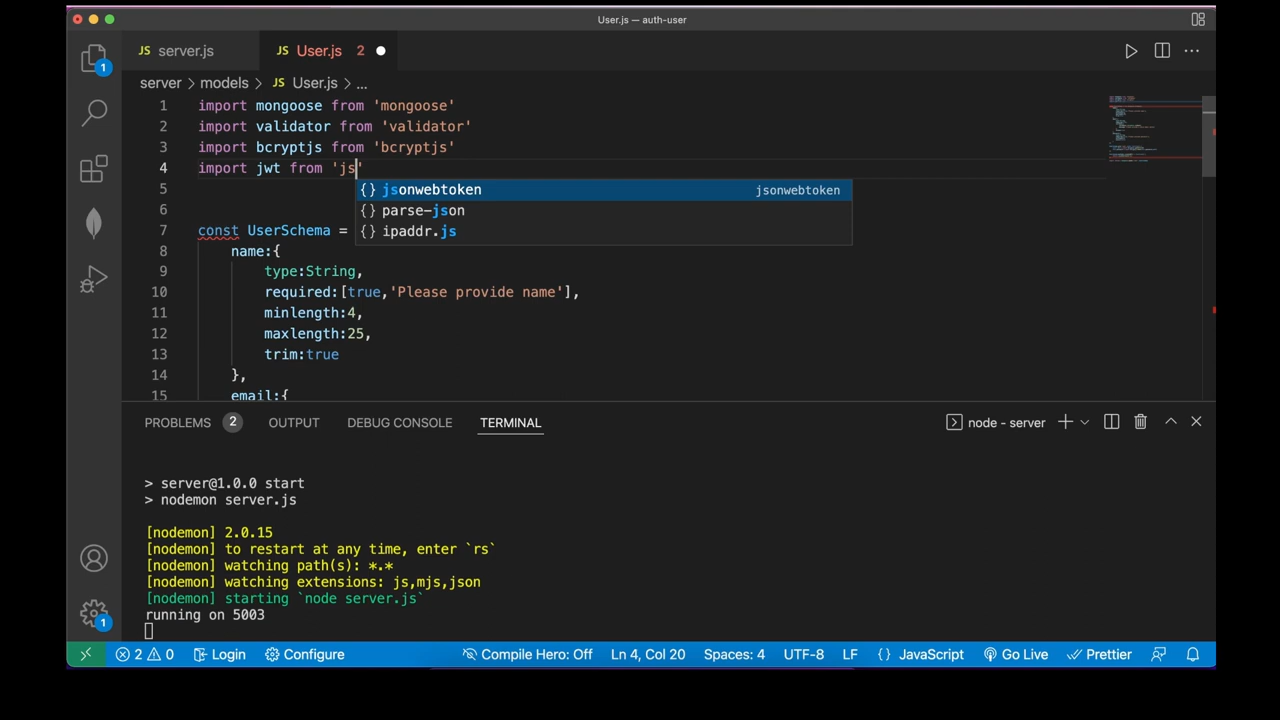 User.js — auth-user
JS server.js
JS User.js 2
server > models > JS User.js > ...
1 import mongoose from 'mongoose'
2 import validator from 'validator'
3 import bcryptjs from 'bcryptjs'
4 import jwt from 'js'
{} jsonwebtoken jsonwebtoken
5
{} parse-json
6
{} ipaddr.js
7 const UserSchema =
8 name:{
9 type:String,
10 required:[true,'Please provide name'],
11 minlength:4,
12 maxlength:25,
13 trim:true
14 },
15 email:{
1
1
PROBLEMS 2 OUTPUT DEBUG CONSOLE TERMINAL
node - server
> server@1.0.0 start
> nodemon server.js
[nodemon] 2.0.15
[nodemon] to restart at any time, enter `rs`
[nodemon] watching path(s): *.*
[nodemon] watching extensions: js,mjs,json
[nodemon] starting `node server.js`
running on 5003
2 0 Login Configure Compile Hero: Off Ln 4, Col 20 Spaces: 4 UTF-8 LF {} JavaScript Go Live Prettier